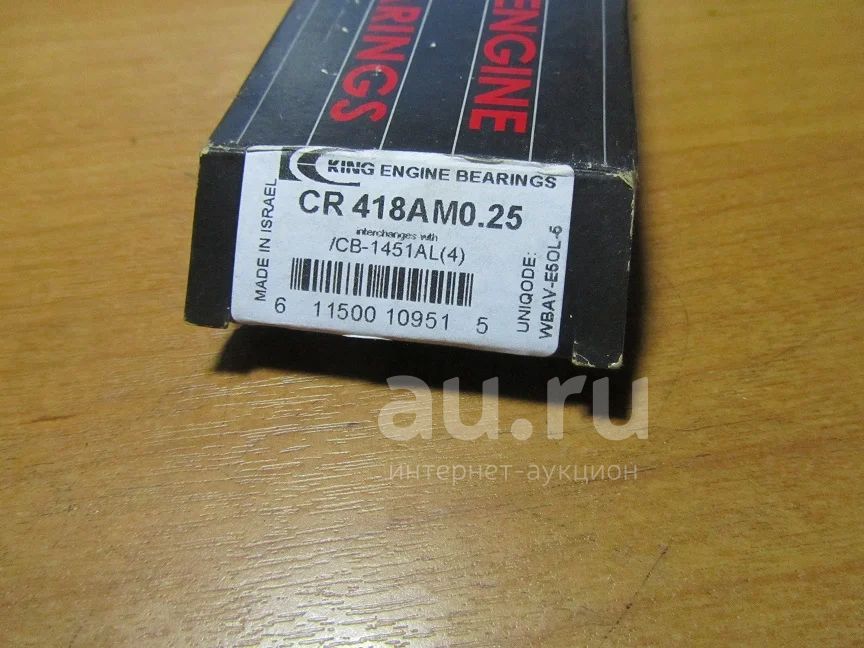 ENGINE
BEARINGS
KING ENGINE BEARINGS
CR 418AM0.25
interchanges with
/CB-1451AL(4)
6 11500 10951 5
MADE IN ISRAEL
UNIQODE:
WBAV-E5OL-5
au.ru
интернет-аукцион